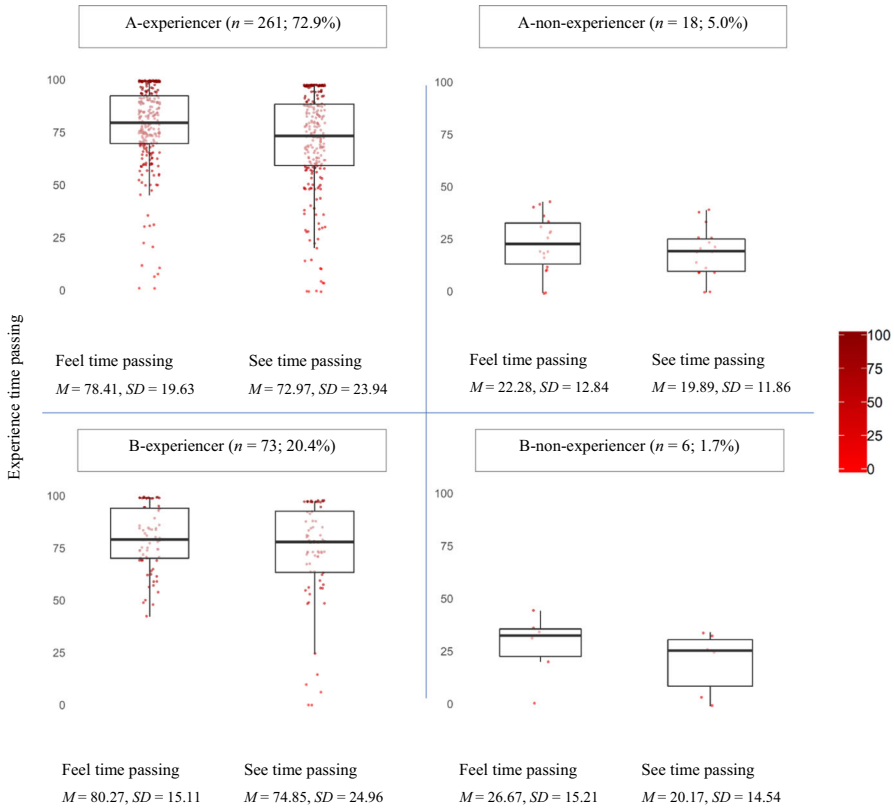 A-experiencer (n = 261; 72.9%)
A-non-experiencer (n = 18; 5.0%)
100
75
50
25
0
100
75
50
25
0
Experience time passing
Feel time passing
See time passing
M = 78.41, SD = 19.63
M = 72.97, SD = 23.94
Feel time passing
See time passing
M = 22.28, SD = 12.84
M = 19.89, SD = 11.86
100
75
50
25
0
B-experiencer (n = 73; 20.4%)
B-non-experiencer (n = 6; 1.7%)
100
75
50
25
0
100
75
50
25
0
Feel time passing
See time passing
M = 80.27, SD = 15.11
M = 74.85, SD = 24.96
Feel time passing
See time passing
M = 26.67, SD = 15.21
M = 20.17, SD = 14.54